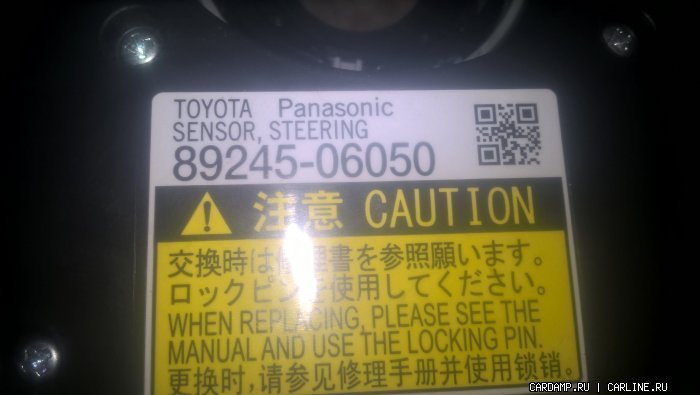 TOYOTA Panasonic
SENSOR, STEERING
89245-06050
注意 CAUTION
交換時は修理書を参照願います。
ロックピンを使用してください。
WHEN REPLACING, PLEASE SEE THE
MANUAL AND USE THE LOCKING PIN.
更换时,请参见修理手册并使用锁销。
CARDAMP.RU | CARLINE.RU